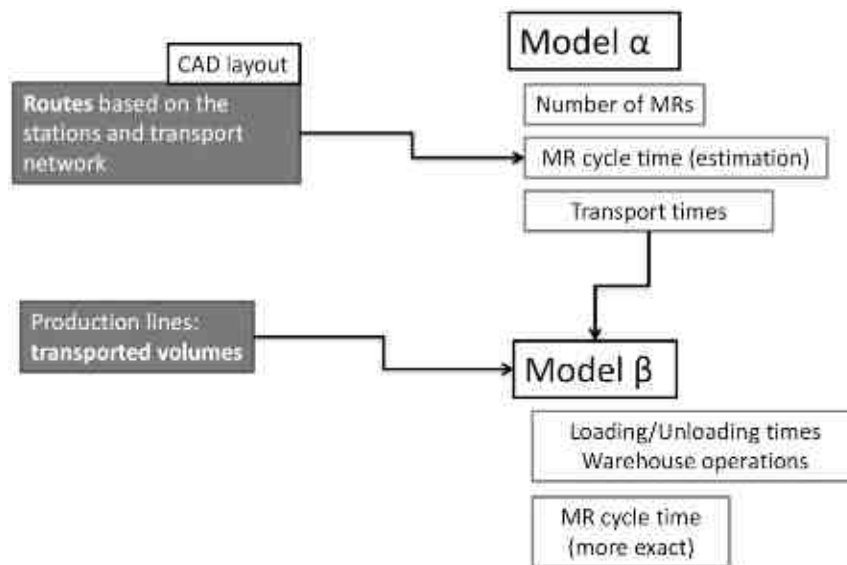 CAD layout
Routes based on the
stations and transport
network
Model α
Number of MRs
MR cycle time (estimation)
Transport times
Production lines:
transported volumes
Model β
Loading/Unloading times
Warehouse operations
MR cycle time
(more exact)